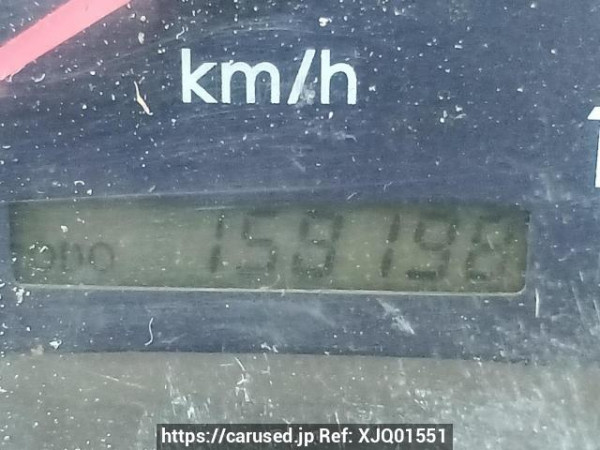 km/h
ODO 159198
https://carused.jp Ref: XJQ01551